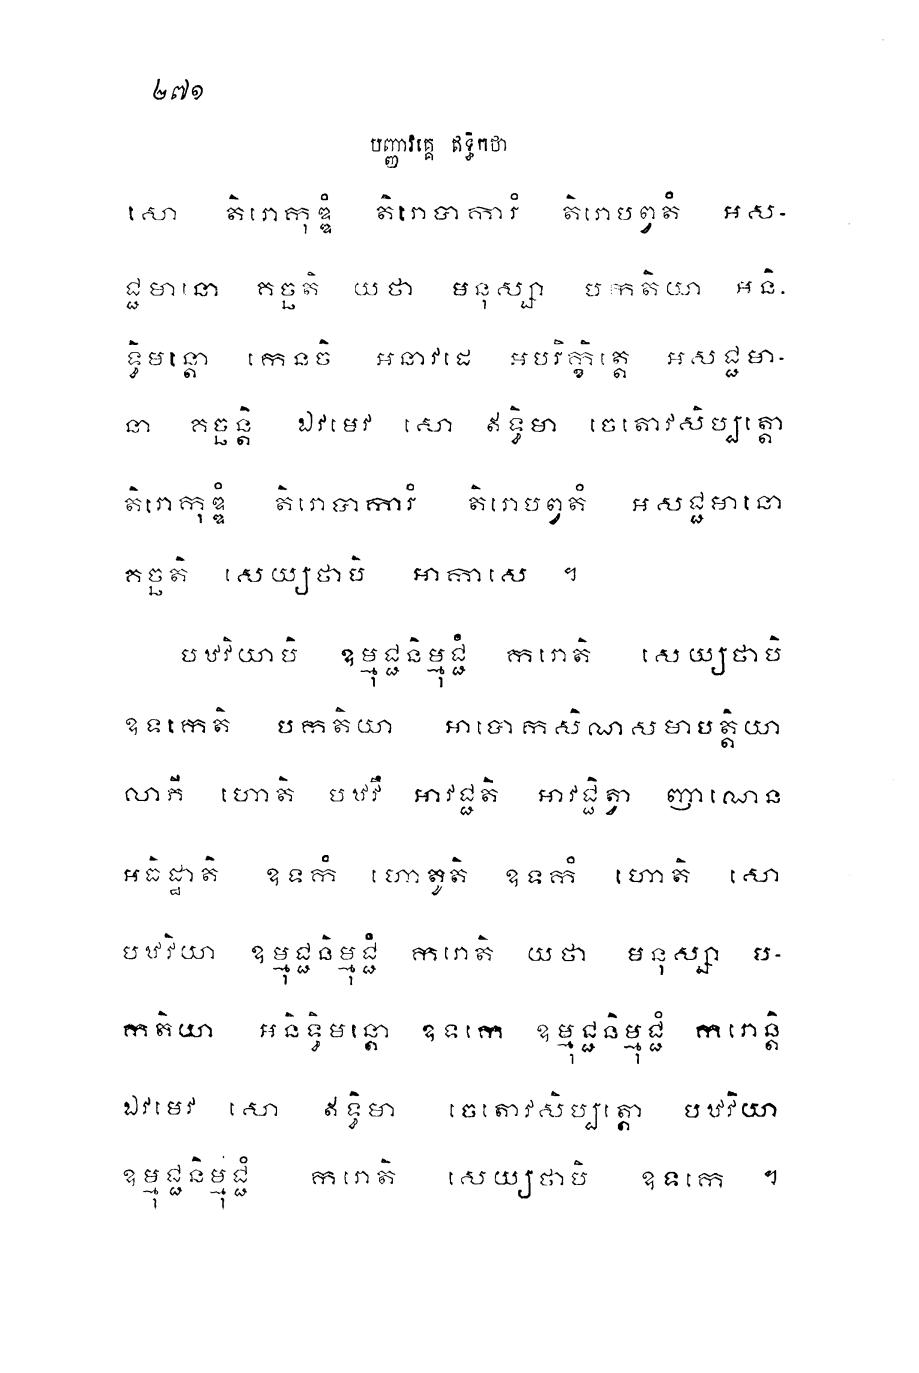 ២៧១
បញ្ញាវគ្គេ ឥទ្ធិកថា
សោ តិរោកុឌ្ឌំ តិរោបាការំ តិរោបព្វតំ អស-
ជ្ជមានោ គច្ឆតិ យថា មនុស្សា បកតិយា អនិ-
ទ្ធិមន្តោ កេនចិ អនាវដេ អបរិក្ខិត្តេ អសជ្ជមា-
នា គច្ឆន្តិ ឯវមេវ សោ ឥទ្ធិមា ចេតោវសិប្បត្តោ
តិរោកុឌ្ឌំ តិរោបាការំ តិរោបព្វតំ អសជ្ជមានោ
គច្ឆតិ សេយ្យថាបិ អាកាសេ ។
បឋវិយាបិ ឧម្មុជ្ជនិម្មុជ្ជំ ករោតិ សេយ្យថាបិ
ឧទកេតិ បកតិយា អាបោកសិណសមាបត្តិយា
លាភី ហោតិ បឋវឹ អាវជ្ជតិ អាវជ្ជិត្វា ញាណេន
អធិដ្ឋាតិ ឧទកំ ហោតូតិ ឧទកំ ហោតិ សោ
បឋវិយា ឧម្មុជ្ជនិម្មុជ្ជំ ករោតិ យថា មនុស្សា ប-
កតិយា អនិទ្ធិមន្តោ ឧទកេ ឧម្មុជ្ជនិម្មុជ្ជំ ករោន្តិ
ឯវមេវ សោ ឥទ្ធិមា ចេតោវសិប្បត្តោ បឋវិយា
ឧម្មុជ្ជនិម្មុជ្ជំ ករោតិ សេយ្យថាបិ ឧទកេ ។